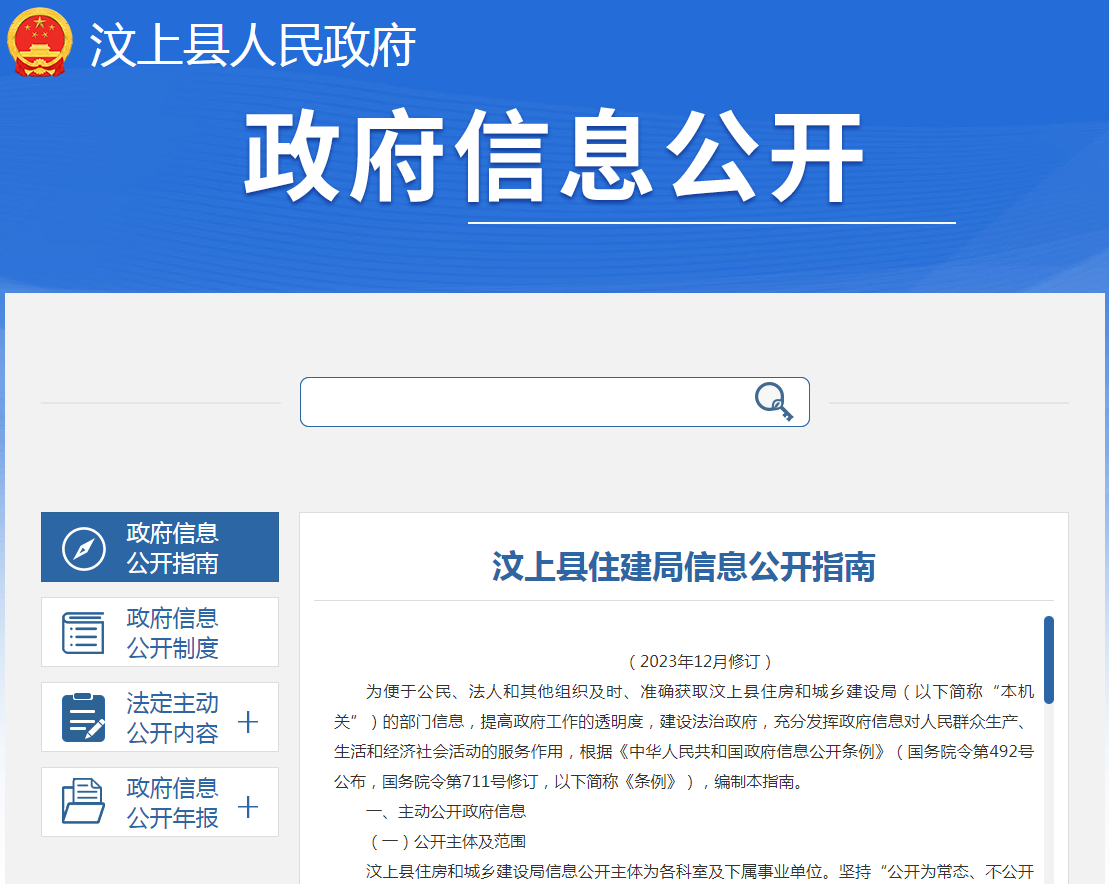 汶上县人民政府
政府信息公开
政府信息
公开指南
政府信息
公开制度
法定主动
公开内容
政府信息
公开年报
汶上县住建局信息公开指南
（2023年12月修订）
为便于公民、法人和其他组织及时、准确获取汶上县住房和城乡建设局（以下简称“本机
关”）的部门信息，提高政府工作的透明度，建设法治政府，充分发挥政府信息对人民群众生产、
生活和经济社会活动的服务作用，根据《中华人民共和国政府信息公开条例》（国务院令第492号
公布，国务院令第711号修订，以下简称《条例》），编制本指南。
一、主动公开政府信息
（一）公开主体及范围
汶上县住房和城乡建设局信息公开主体为各科室及下属事业单位。坚持“公开为常态、不公开